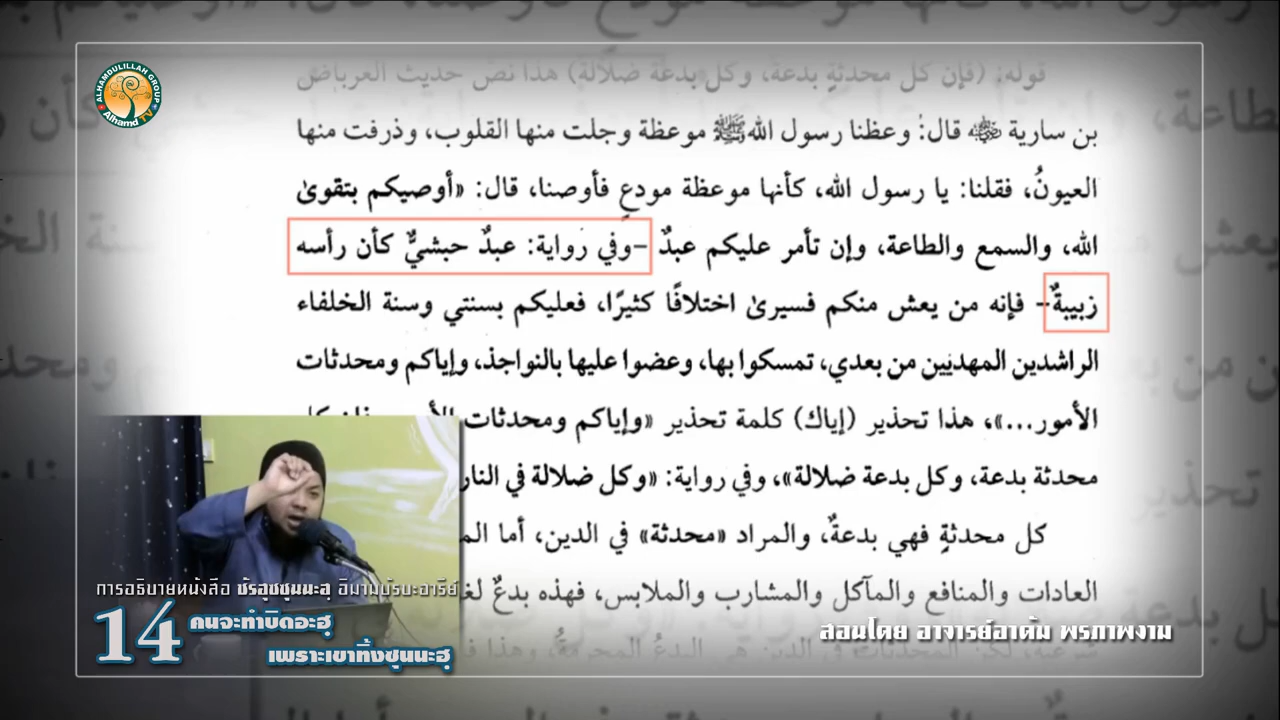 ALHAMDULILLAH GROUP
Alhamd TV
قوله: (فإن كل محدثةٍ بدعة، وكل بدعة ضلالة) هذا نص حديث العرباض
بن سارية ﷺ قال: وعظنا رسول الله ﷺ موعظة وجلت منها القلوب، وذرفت منها
العيونُ، فقلنا: يا رسول الله، كأنها موعظة مودعٍ فأوصنا، قال: «أوصيكم بتقوىٰ
الله، والسمع والطاعة، وإن تأمر عليكم عبدٌ –وفي رواية: عبدٌ حبشيٌّ كأن رأسه
زبيبةٌ– فإنه من يعش منكم فسيرىٰ اختلافًا كثيرًا، فعليكم بسنتي وسنة الخلفاء
الراشدين المهديين من بعدي، تمسكوا بها، وعضوا عليها بالنواجذ، وإياكم ومحدثات
الأمور...»، هذا تحذير (إياك) كلمة تحذير «وإياكم ومحدثات
محدثة بدعة، وكل بدعة ضلالة»، وفي رواية: «وكل ضلالة في النار
كل محدثةٍ فهي بدعةٌ، والمراد «محدثة» في الدين، أما
العادات والمنافع والمآكل والمشارب والملابس، فهذه بدعٌ
การอธิบายหนังสือ ชัรฮุซซุนนะฮฺ อิมามบัรบะฮารีย์
14 คนจะทำบิดอะฮฺ
เพราะเขาทิ้งซุนนะฮฺ
สอนโดย อาจารย์อาดัม พรภาพงาม